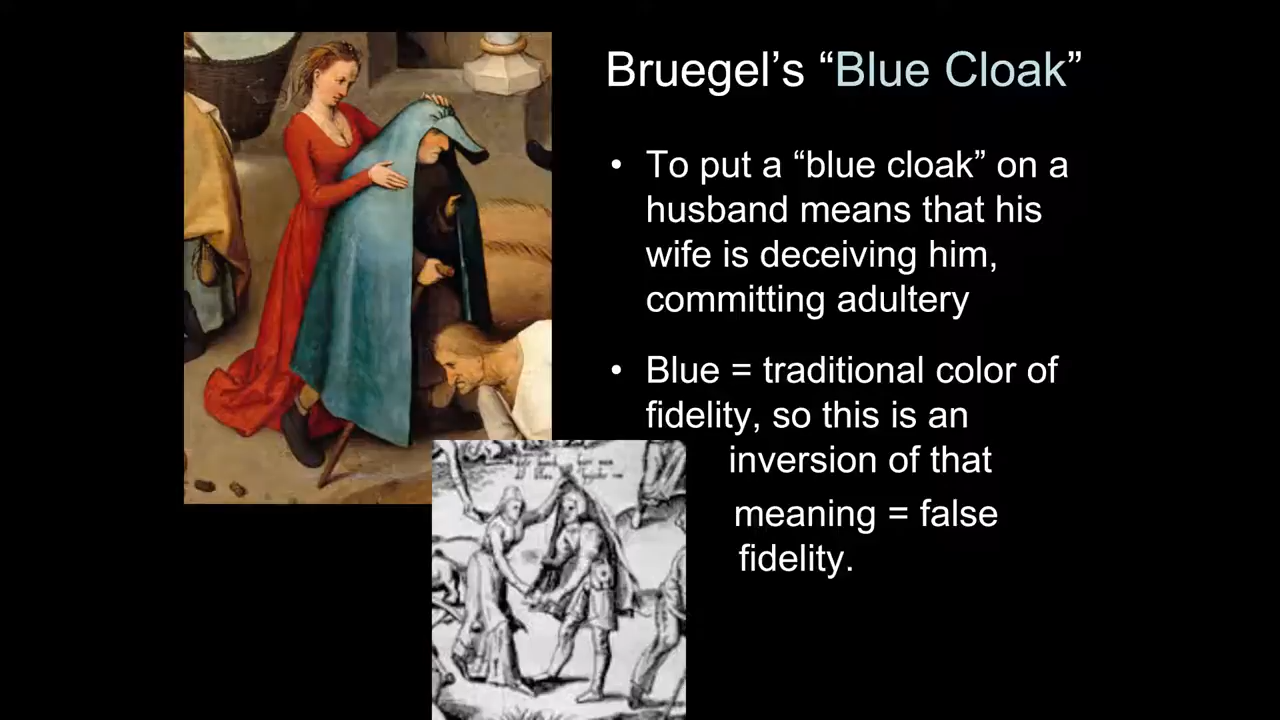 Bruegel’s “Blue Cloak”
• To put a “blue cloak” on a
husband means that his
wife is deceiving him,
committing adultery
• Blue = traditional color of
fidelity, so this is an
inversion of that
meaning = false
fidelity.